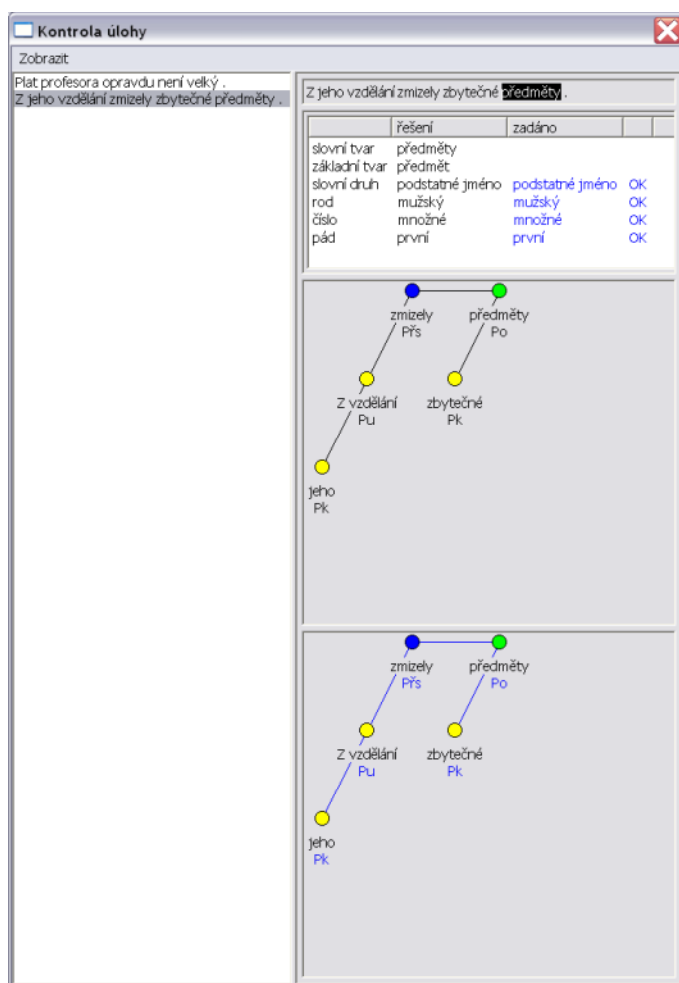 Kontrola úlohy
Zobrazit
Plat profesora opravdu není velký .
Z jeho vzdělání zmizely zbytečné předměty .
Z jeho vzdělání zmizely zbytečné předměty .
řešení zadáno
slovní tvar předměty
základní tvar předmět
slovní druh podstatné jméno podstatné jméno OK
rod mužský mužský OK
číslo množné množné OK
pád první první OK
zmizely předměty
Přs Po
Z vzdělání zbytečné
Pu Pk
jeho
Pk
zmizely předměty
Přs Po
Z vzdělání zbytečné
Pu Pk
jeho
Pk